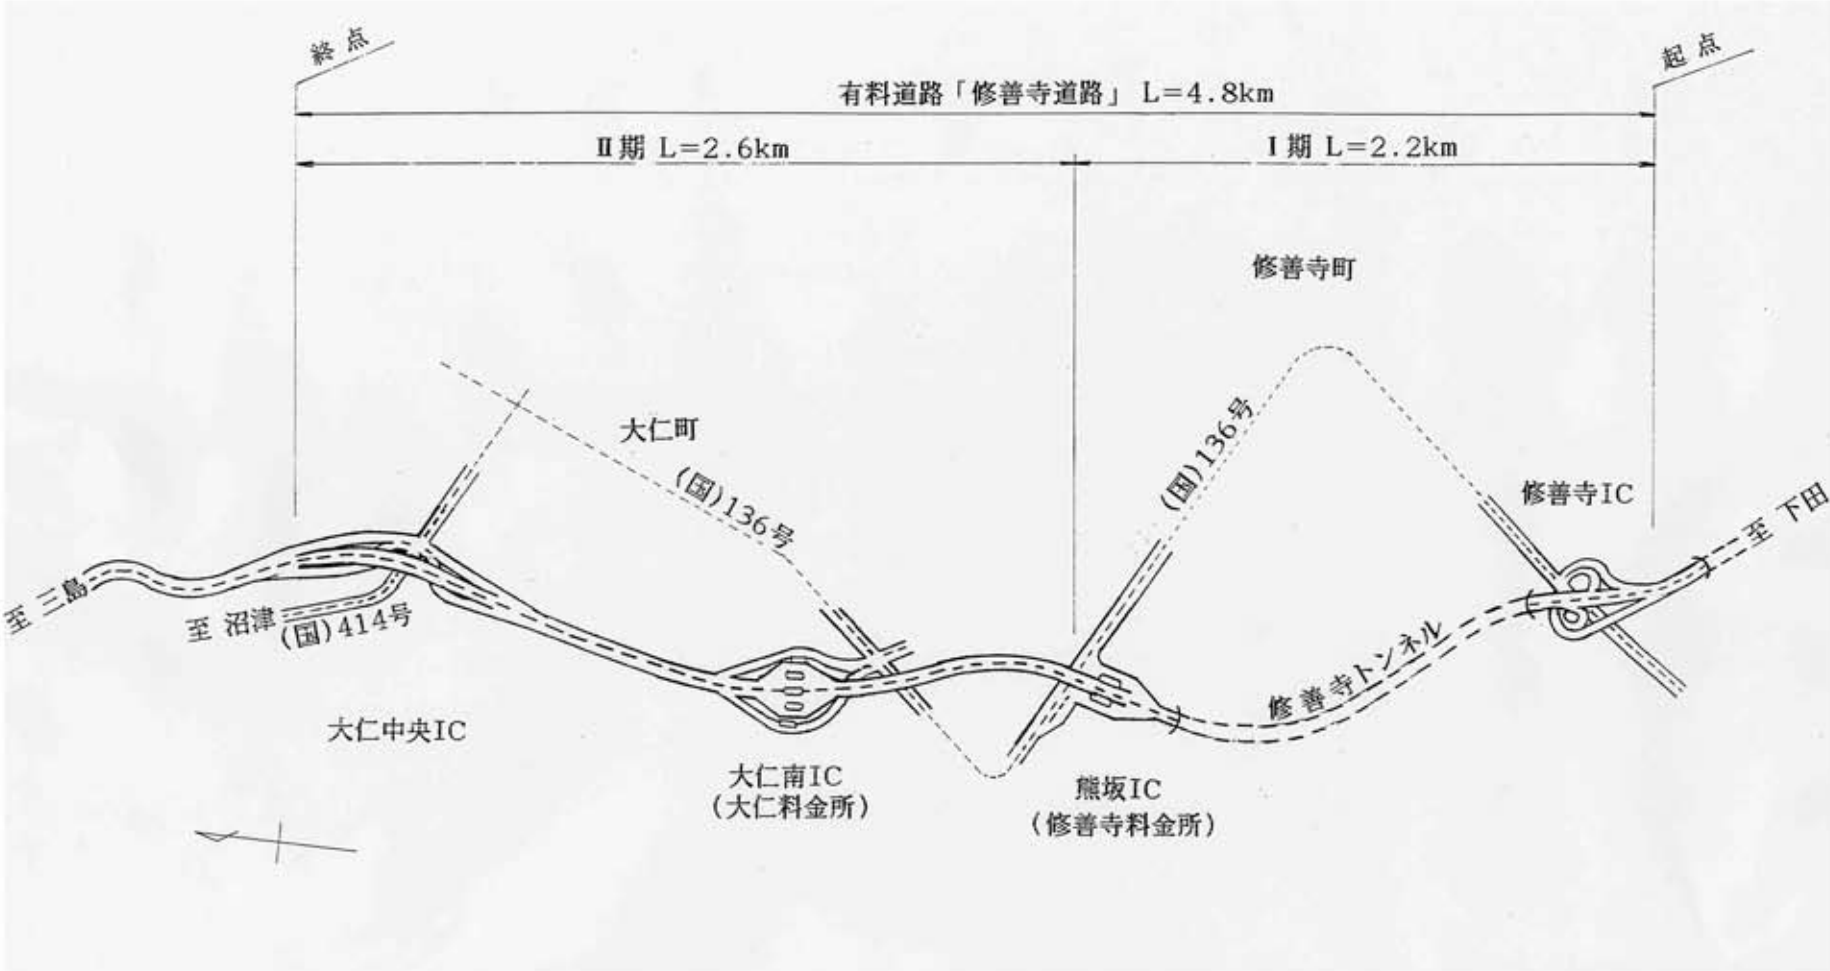 終点
起点
有料道路「修善寺道路」 L=4.8km
Ⅱ期 L=2.6km
Ⅰ期 L=2.2km
修善寺町
大仁町
(国)136号
(国)136号
修善寺IC
至 下田
至 三島
至 沼津
(国)414号
修善寺トンネル
大仁中央IC
大仁南IC
(大仁料金所)
熊坂IC
(修善寺料金所)